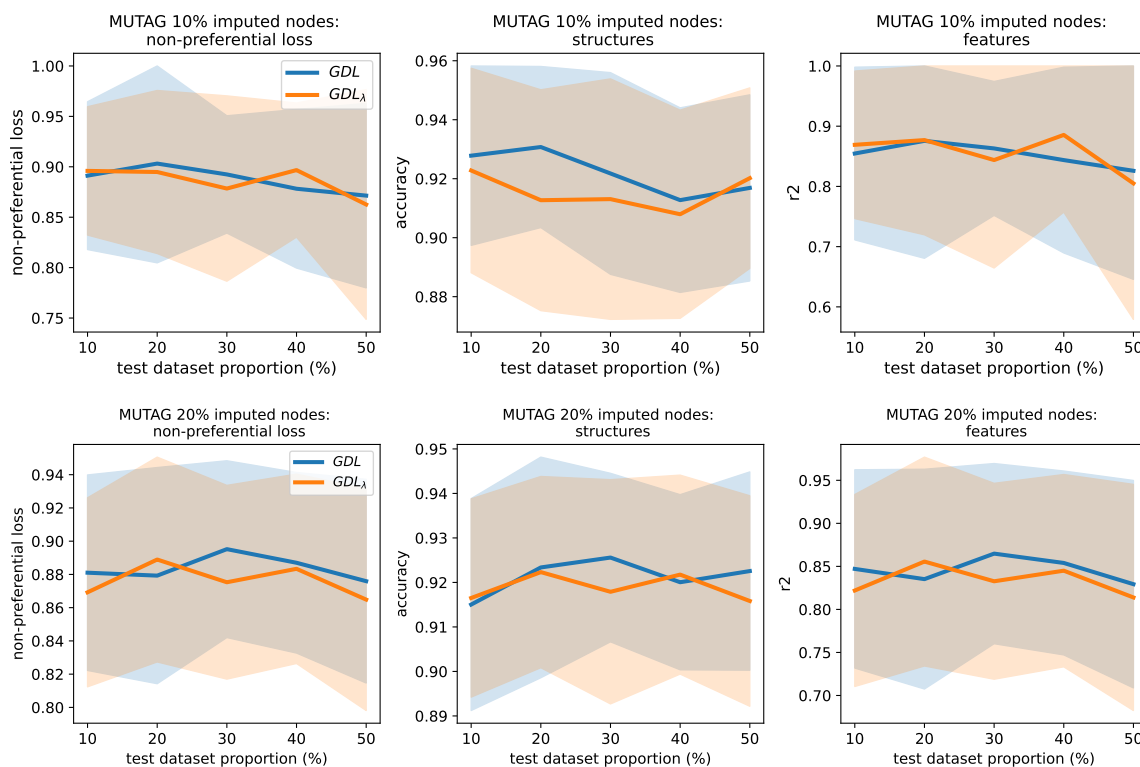 MUTAG 10% imputed nodes:
non-preferential loss
non-preferential loss
1.00
0.95
0.90
0.85
0.80
0.75
GDL
GDLλ
10 20 30 40 50
test dataset proportion (%)
MUTAG 10% imputed nodes:
structures
accuracy
0.96
0.94
0.92
0.90
0.88
10 20 30 40 50
test dataset proportion (%)
MUTAG 10% imputed nodes:
features
r2
1.0
0.9
0.8
0.7
0.6
10 20 30 40 50
test dataset proportion (%)
MUTAG 20% imputed nodes:
non-preferential loss
non-preferential loss
0.94
0.92
0.90
0.88
0.86
0.84
0.82
0.80
GDL
GDLλ
10 20 30 40 50
test dataset proportion (%)
MUTAG 20% imputed nodes:
structures
accuracy
0.95
0.94
0.93
0.92
0.91
0.90
0.89
10 20 30 40 50
test dataset proportion (%)
MUTAG 20% imputed nodes:
features
r2
0.95
0.90
0.85
0.80
0.75
0.70
10 20 30 40 50
test dataset proportion (%)